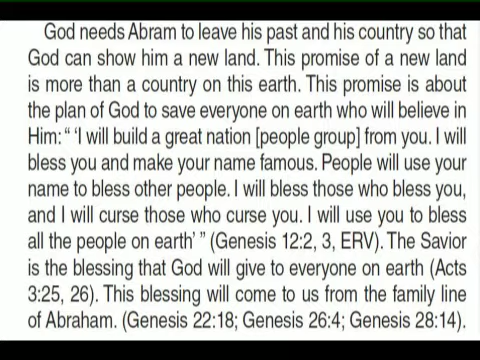 God needs Abram to leave his past and his country so that
God can show him a new land. This promise of a new land
is more than a country on this earth. This promise is about
the plan of God to save everyone on earth who will believe in
Him: “ ‘I will build a great nation [people group] from you. I will
bless you and make your name famous. People will use your
name to bless other people. I will bless those who bless you,
and I will curse those who curse you. I will use you to bless
all the people on earth’ ” (Genesis 12:2, 3, ERV). The Savior
is the blessing that God will give to everyone on earth (Acts
3:25, 26). This blessing will come to us from the family line
of Abraham. (Genesis 22:18; Genesis 26:4; Genesis 28:14).